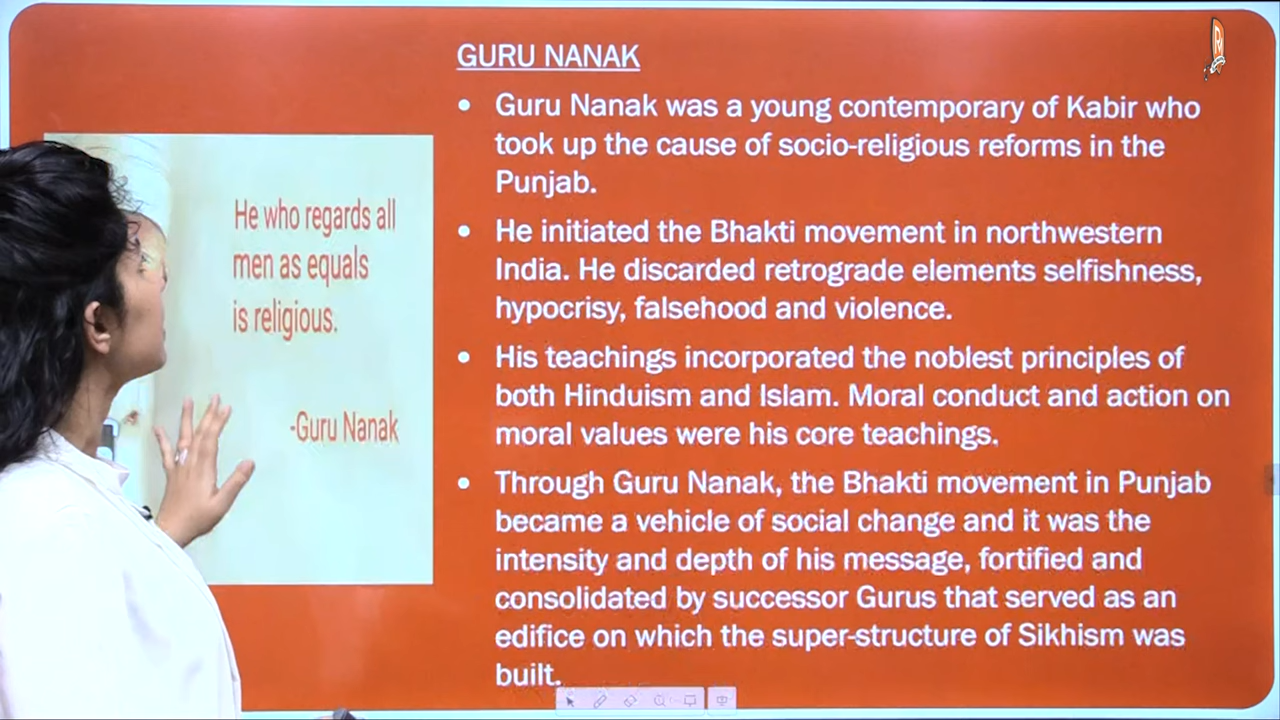 GURU NANAK
• Guru Nanak was a young contemporary of Kabir who
took up the cause of socio-religious reforms in the
Punjab.
• He initiated the Bhakti movement in northwestern
India. He discarded retrograde elements selfishness,
hypocrisy, falsehood and violence.
• His teachings incorporated the noblest principles of
both Hinduism and Islam. Moral conduct and action on
moral values were his core teachings.
• Through Guru Nanak, the Bhakti movement in Punjab
became a vehicle of social change and it was the
intensity and depth of his message, fortified and
consolidated by successor Gurus that served as an
edifice on which the super-structure of Sikhism was
built.
He who regards all
men as equals
is religious.
-Guru Nanak